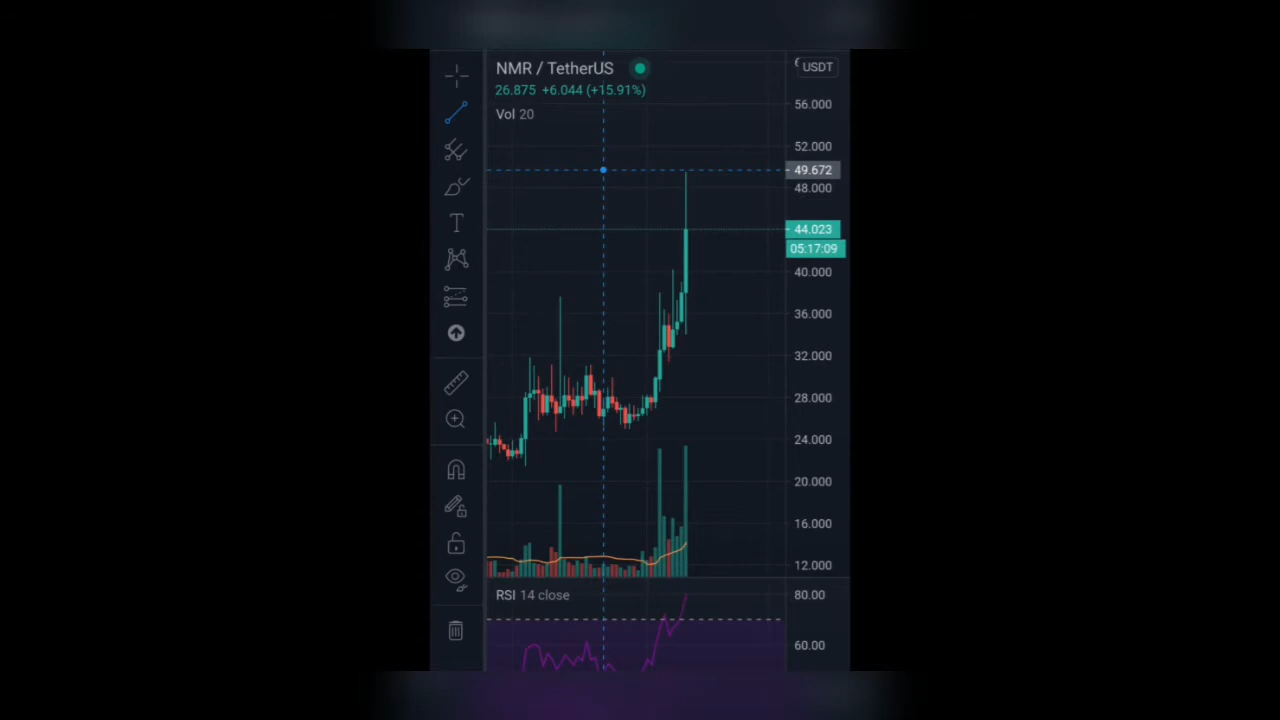 NMR / TetherUS
USDT
26.875 +6.044 (+15.91%)
Vol 20
56.000
52.000
49.672
48.000
44.023
05:17:09
40.000
36.000
32.000
28.000
24.000
20.000
16.000
12.000
RSI 14 close
80.00
60.00
T